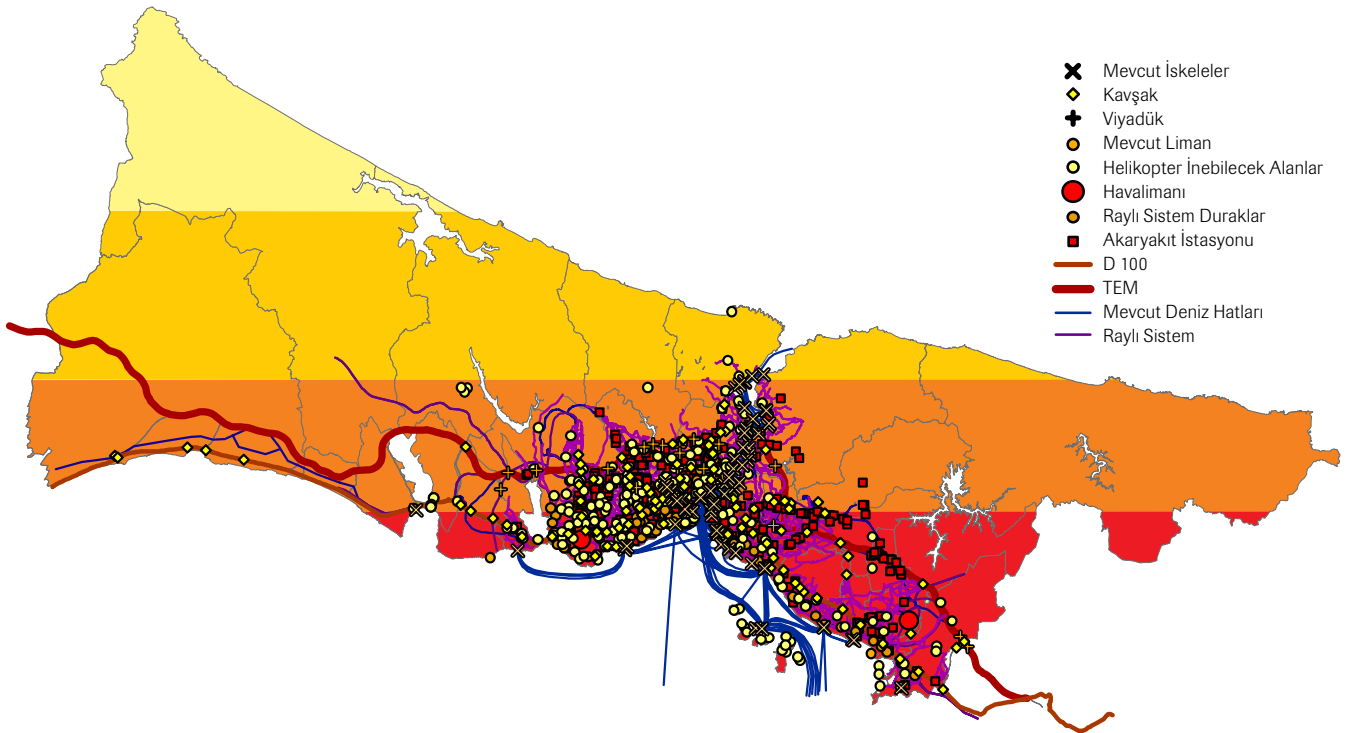 Mevcut İskeleler
Kavşak
Viyadük
Mevcut Liman
Helikopter İnebilecek Alanlar
Havalimanı
Raylı Sistem Duraklar
Akaryakıt İstasyonu
D 100
TEM
Mevcut Deniz Hatları
Raylı Sistem